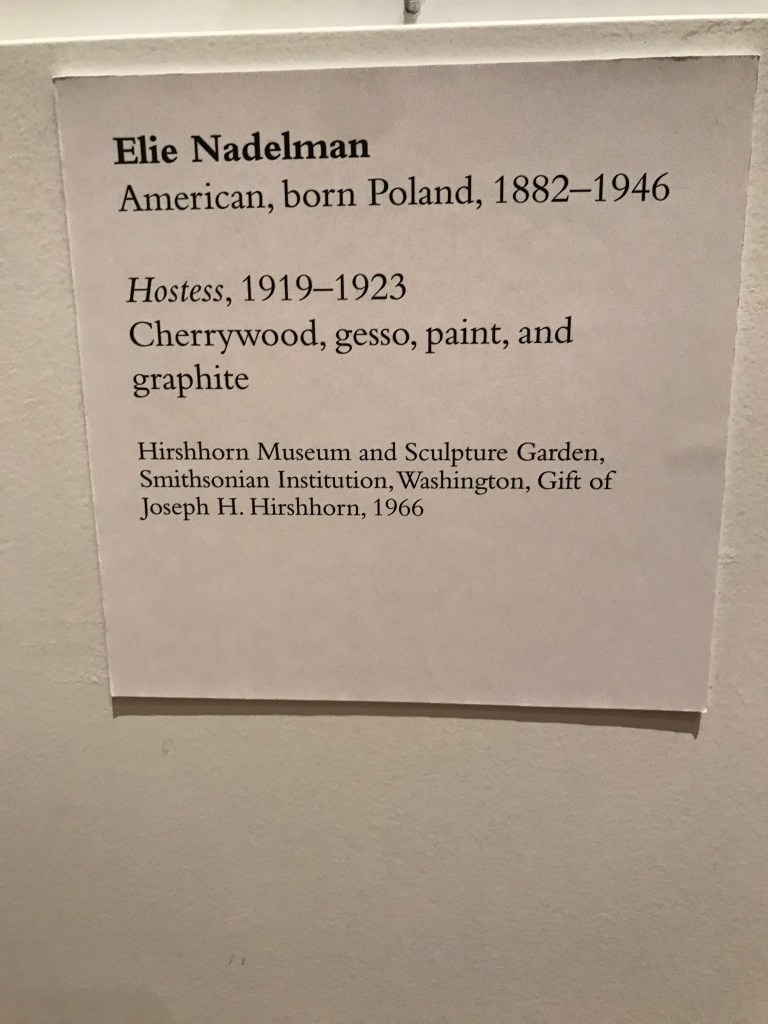 Elie Nadelman
American, born Poland, 1882–1946
Hostess, 1919–1923
Cherrywood, gesso, paint, and
graphite
Hirshhorn Museum and Sculpture Garden,
Smithsonian Institution, Washington, Gift of
Joseph H. Hirshhorn, 1966